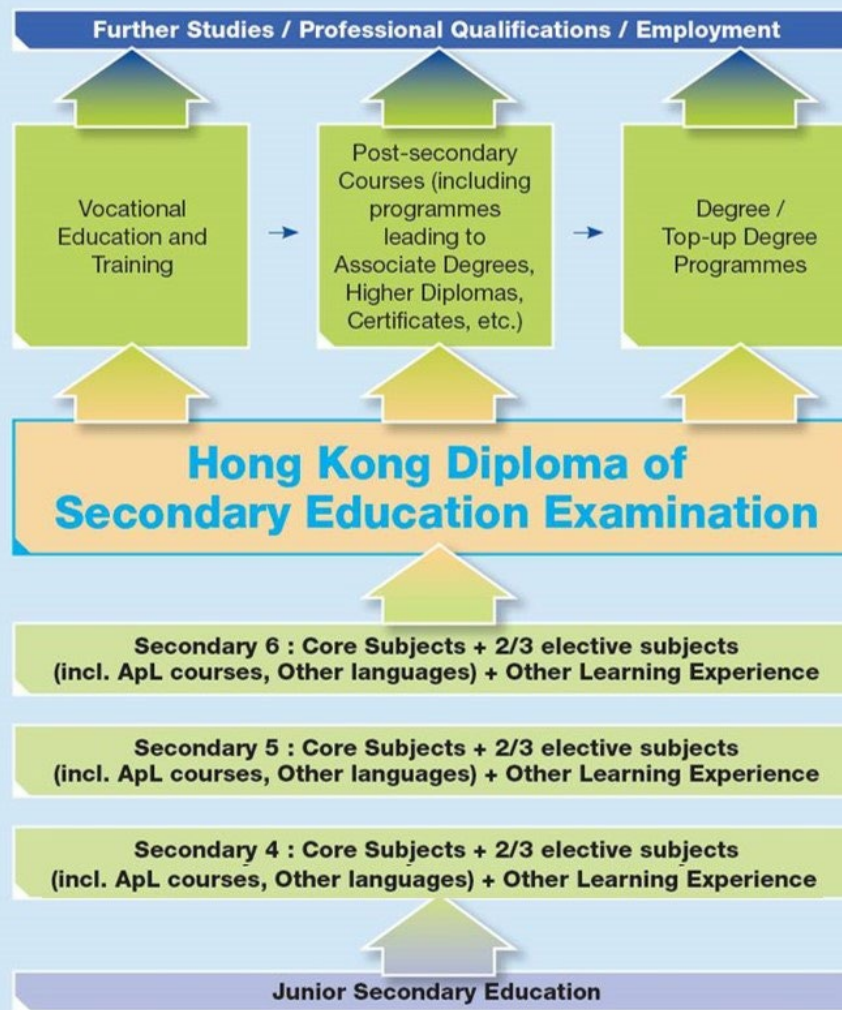 Further Studies / Professional Qualifications / Employment
Vocational
Education and
Training
Post-secondary
Courses (including
programmes
leading to
Associate Degrees,
Higher Diplomas,
Certificates, etc.)
Degree /
Top-up Degree
Programmes
Hong Kong Diploma of
Secondary Education Examination
Secondary 6 : Core Subjects + 2/3 elective subjects
(incl. ApL courses, Other languages) + Other Learning Experience
Secondary 5 : Core Subjects + 2/3 elective subjects
(incl. ApL courses, Other languages) + Other Learning Experience
Secondary 4 : Core Subjects + 2/3 elective subjects
(incl. ApL courses, Other languages) + Other Learning Experience
Junior Secondary Education